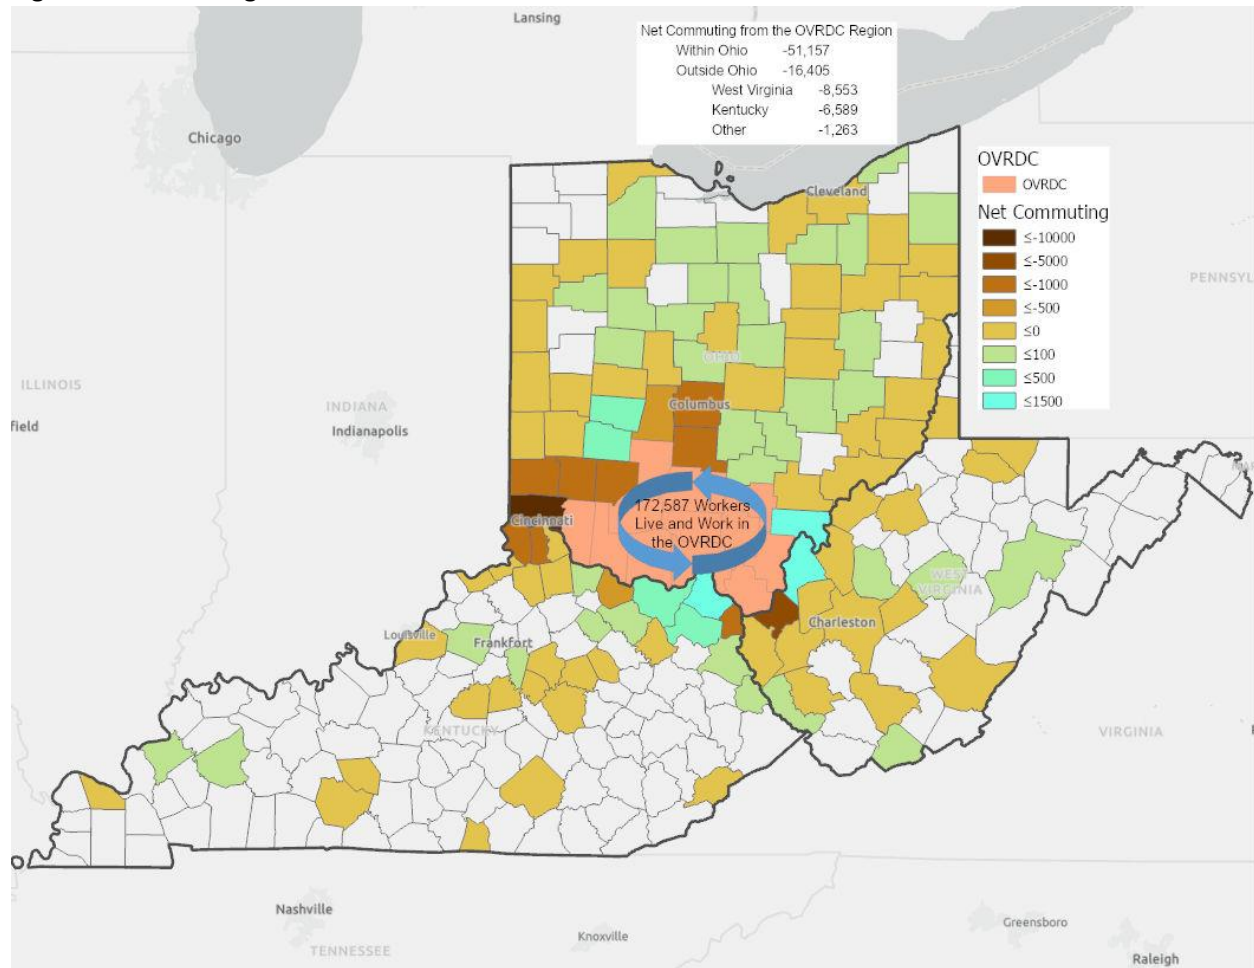 Lansing
Net Commuting from the OVRDC Region
Within Ohio -51,157
Outside Ohio -16,405
West Virginia -8,553
Kentucky -6,589
Other -1,263
Chicago
OVRDC
OVRDC
Cleveland
Net Commuting
≤-10000
≤-5000
≤-1000
≤-500
≤0
≤100
≤500
≤1500
PENNSYL
OHIO
ILLINOIS
INDIANA
Columbus
field
Indianapolis
172,587 Workers
Live and Work in
the OVRDC
Cincinnati
WEST
VIRGINIA
Charleston
Louisville
Frankfort
KENTUCKY
VIRGINIA
Nashville
Greensboro
Knoxville
TENNESSEE
Raleigh